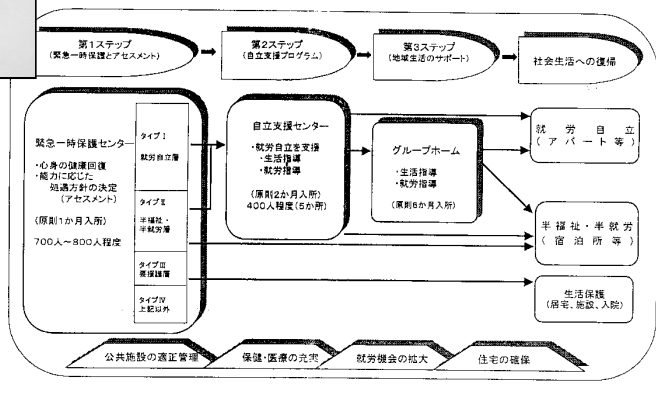 第1ステップ
(緊急一時保護とアセスメント)
第2ステップ
(自立支援プログラム)
第3ステップ
(地域生活のサポート)
社会生活への復帰
緊急一時保護センター
・心身の健康回復
・能力に応じた
処遇方針の決定
(アセスメント)
(原則1か月入所)
700人～800人程度
タイプⅠ
就労自立層
タイプⅡ
半福祉・
半就労層
タイプⅢ
要保護層
タイプⅣ
上記以外
自立支援センター
・就労自立を支援
・生活指導
・就労指導
(原則2か月入所)
400人程度(5か所)
グループホーム
・生活指導
・就労指導
(原則6か月入所)
就労自立
(アパート等)
半福祉・半就労
(宿泊所等)
生活保護
(居宅、施設、入院)
公共施設の適正管理
保健・医療の充実
就労機会の拡大
住宅の確保